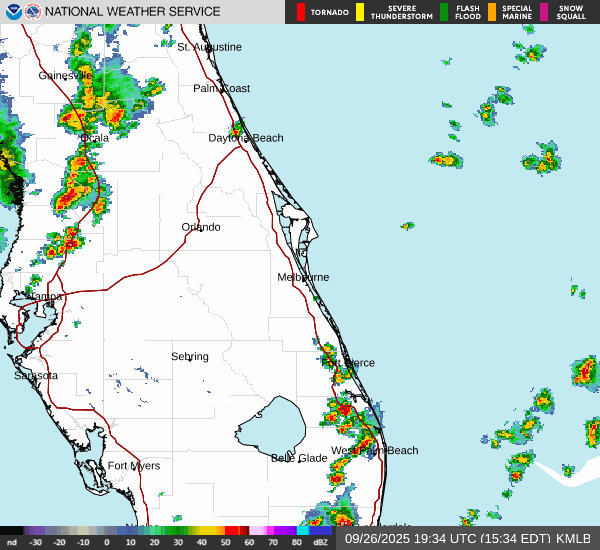 NATIONAL WEATHER SERVICE
TORNADO
SEVERE THUNDERSTORM
FLASH FLOOD
SPECIAL MARINE
SNOW SQUALL
St. Augustine
Gainesville
Palm Coast
Ocala
Daytona Beach
Orlando
Melbourne
Tampa
Sebring
Fort Pierce
Sarasota
West Palm Beach
Belle Glade
Fort Myers
nd -30 -20 -10 0 10 20 30 40 50 60 70 80 dBZ
09/26/2025 19:34 UTC (15:34 EDT) KMLB